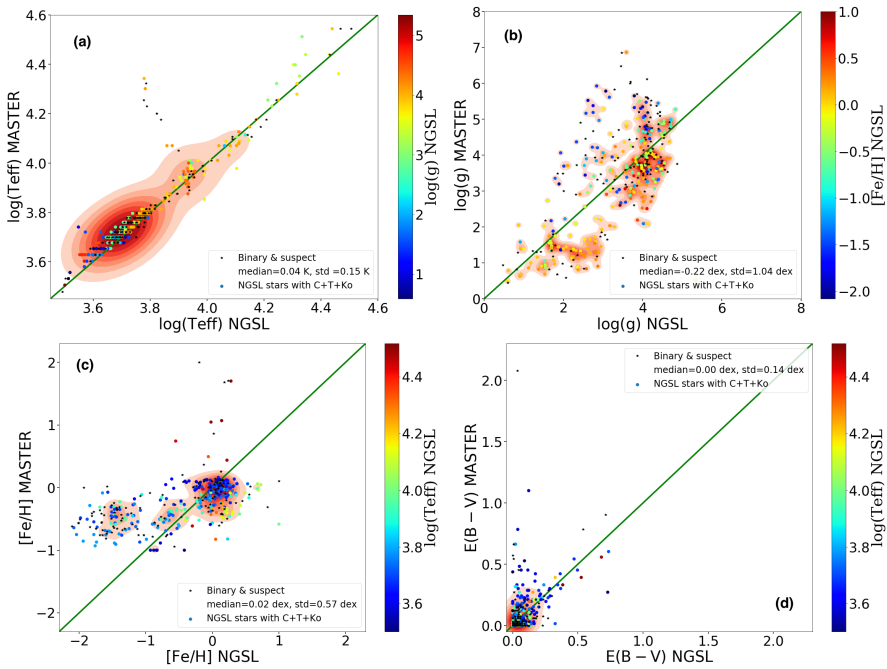 (a)
log(Teff) MASTER
4.6
4.4
4.2
4.0
3.8
3.6
Binary & suspect
median=0.04 K, std =0.15 K
NGSL stars with C+T+Ko
3.6
3.8
4.0
4.2
4.4
4.6
log(Teff) NGSL
5
4
3
2
1
log(g) NGSL
(b)
log(g) MASTER
8
7
6
5
4
3
2
1
0
Binary & suspect
median=-0.22 dex, std=1.04 dex
NGSL stars with C+T+Ko
0
2
4
6
8
log(g) NGSL
1.0
0.5
0.0
−0.5
−1.0
−1.5
−2.0
[Fe/H] NGSL
(c)
[Fe/H] MASTER
2
1
0
−1
−2
Binary & suspect
median=0.02 dex, std=0.57 dex
NGSL stars with C+T+Ko
−2
−1
0
1
2
[Fe/H] NGSL
4.4
4.2
4.0
3.8
3.6
log(Teff) NGSL
Binary & suspect
median=0.00 dex, std=0.14 dex
NGSL stars with C+T+Ko
E(B − V) MASTER
2.0
1.5
1.0
0.5
0.0
(d)
0.0
0.5
1.0
1.5
2.0
E(B − V) NGSL
4.4
4.2
4.0
3.8
3.6
log(Teff) NGSL